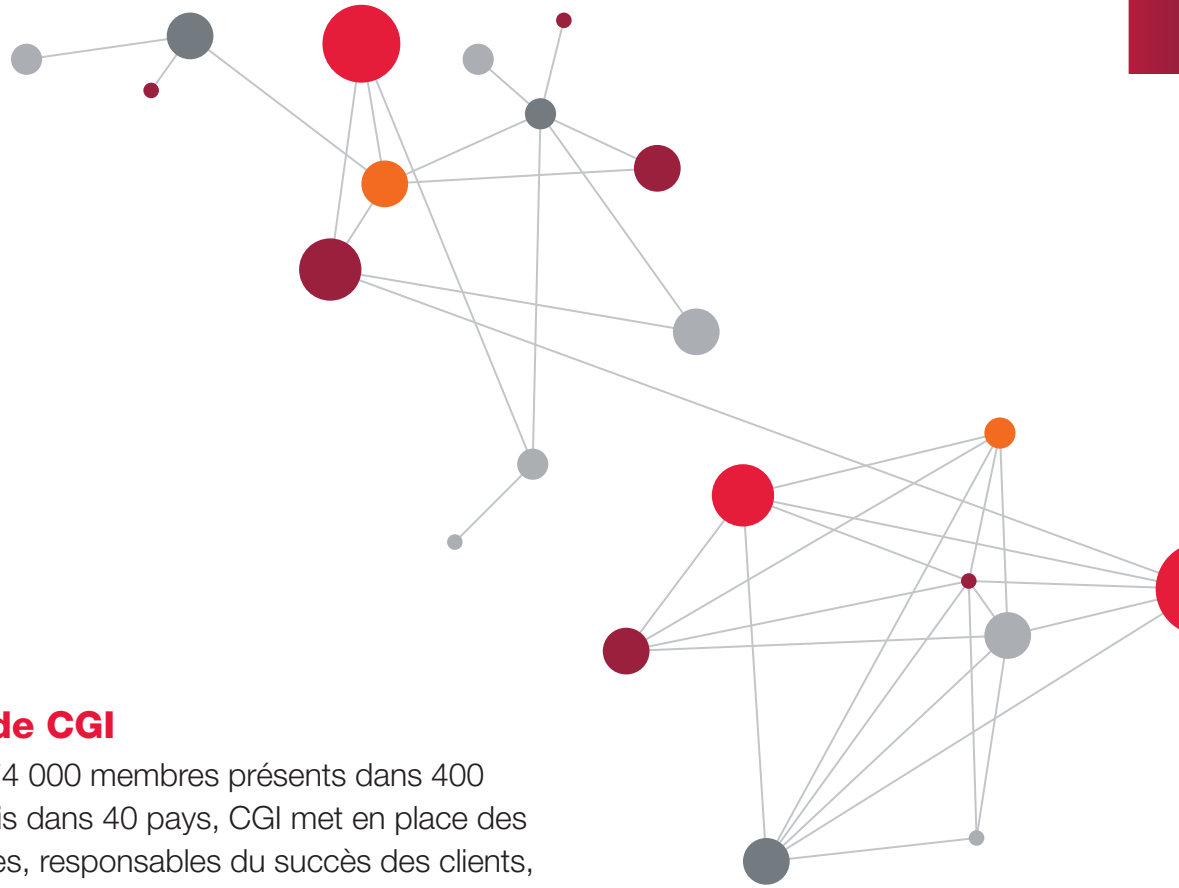 de CGI
4 000 membres présents dans 400
is dans 40 pays, CGI met en place des
es, responsables du succès des clients,